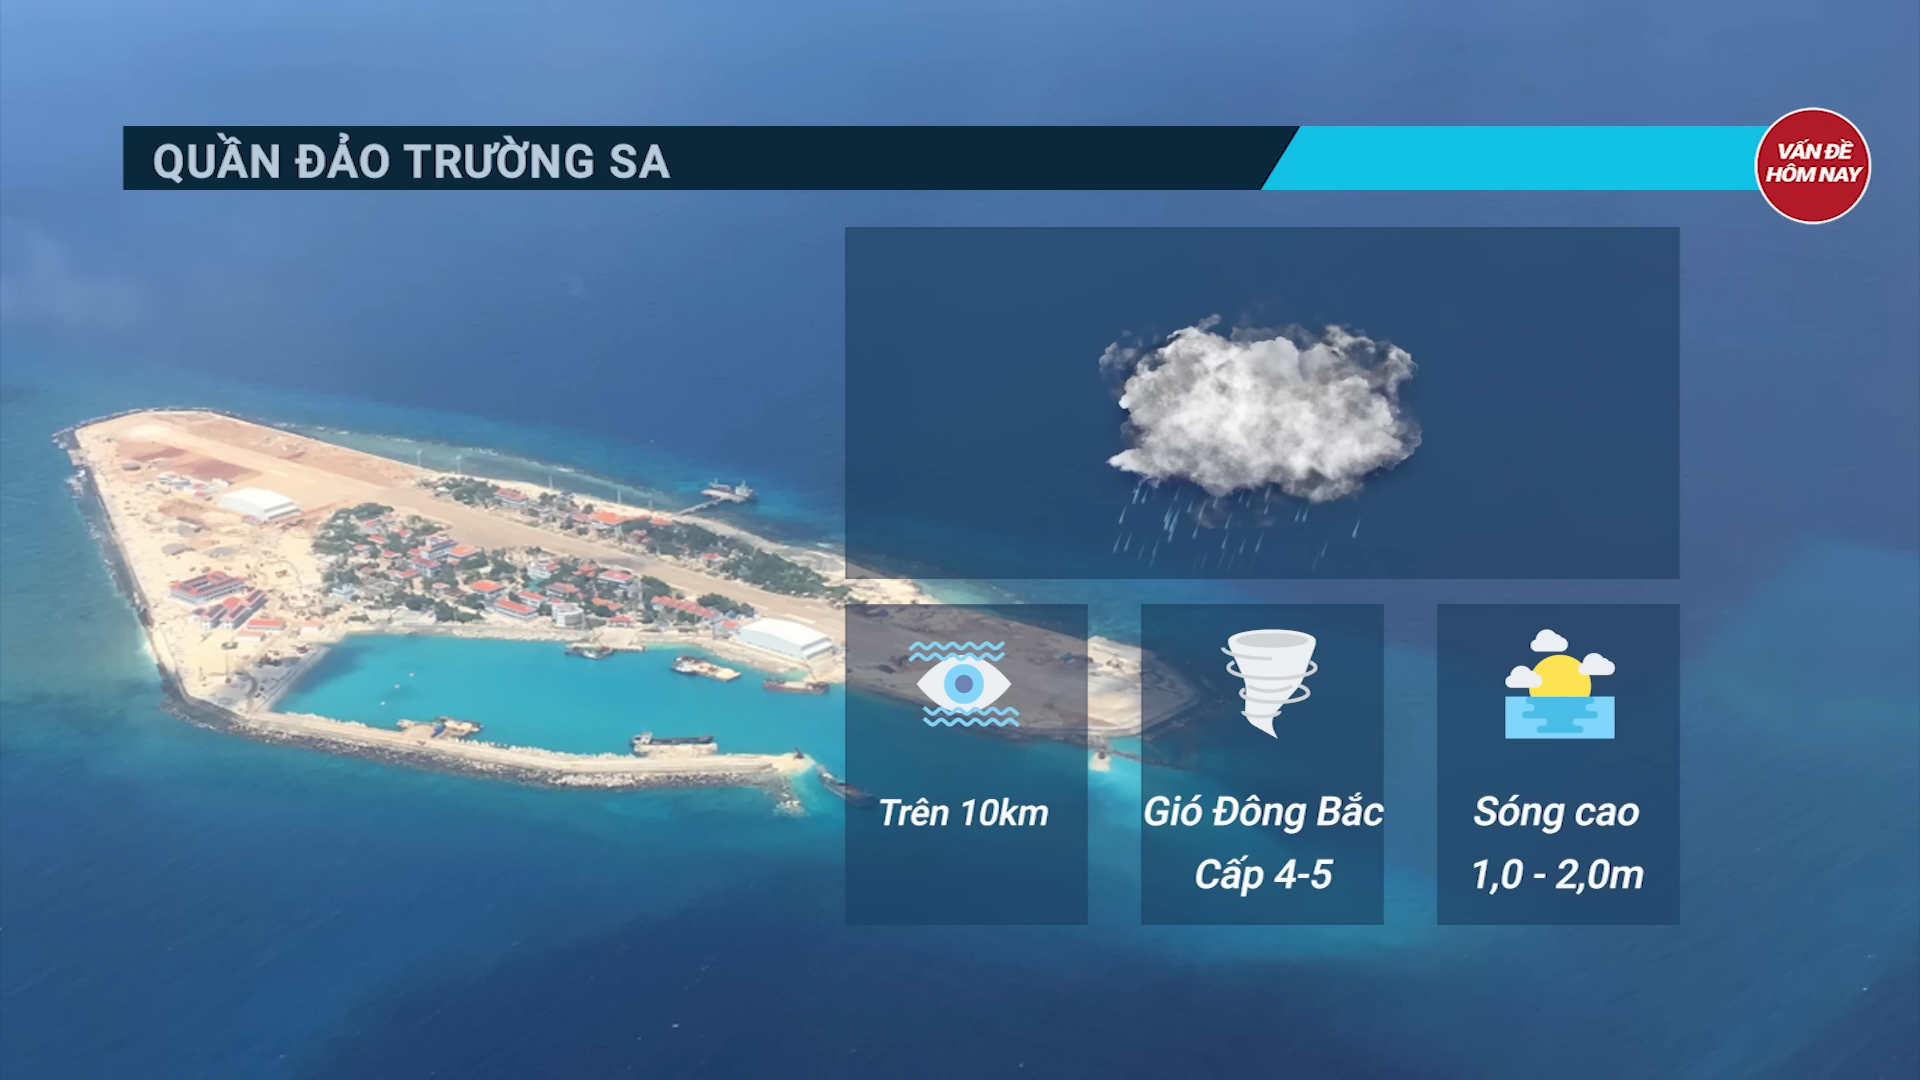 QUẦN ĐẢO TRƯỜNG SA
VẤN ĐỀ
HÔM NAY
Trên 10km
Gió Đông Bắc
Cấp 4-5
Sóng cao
1,0 - 2,0m